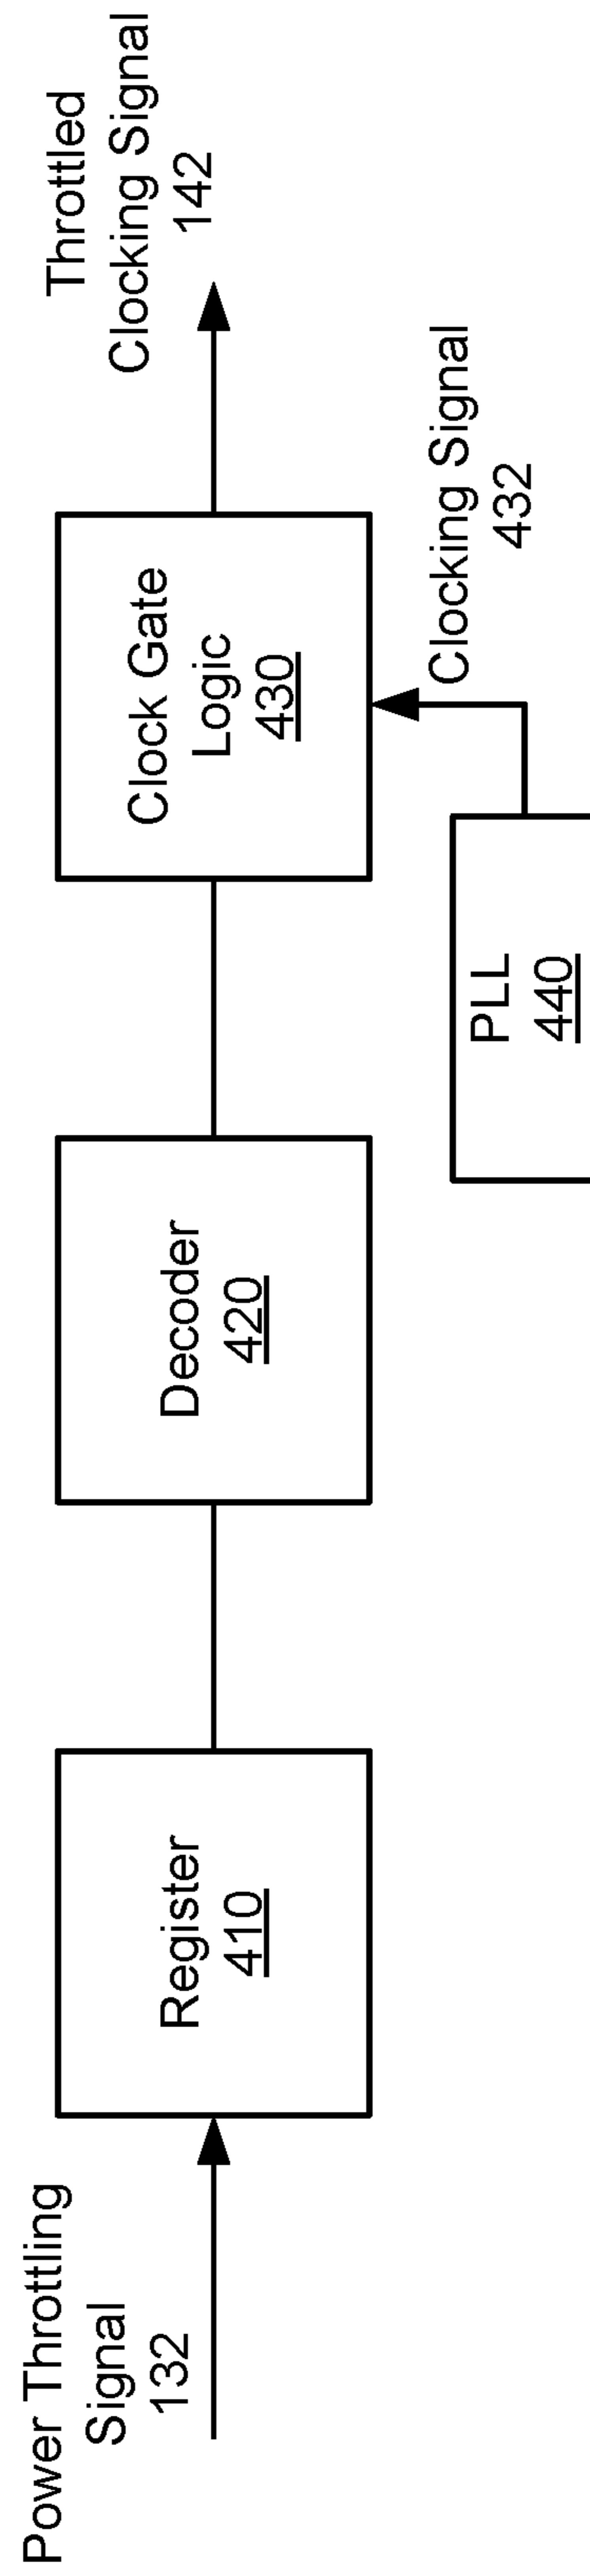 Power Throttling
Signal
132
Register
410
Decoder
420
Clock Gate
Logic
430
Throttled
Clocking Signal
142
Clocking Signal
432
PLL
440